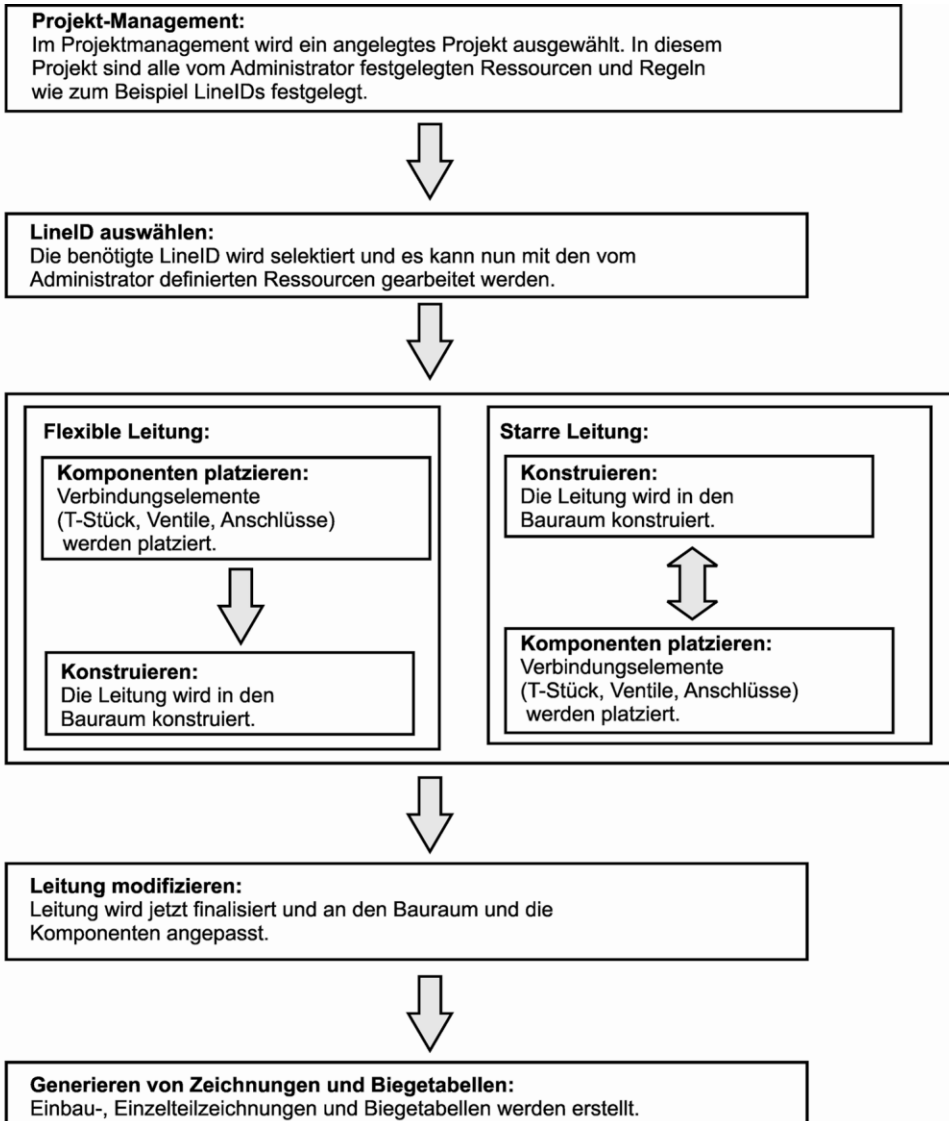 Projekt-Management:
Im Projektmanagement wird ein angelegtes Projekt ausgewählt. In diesem
Projekt sind alle vom Administrator festgelegten Ressourcen und Regeln
wie zum Beispiel LineIDs festgelegt.
LineID auswählen:
Die benötigte LineID wird selektiert und es kann nun mit den vom
Administrator definierten Ressourcen gearbeitet werden.
Flexible Leitung:
Komponenten platzieren:
Verbindungselemente
(T-Stück, Ventile, Anschlüsse)
werden platziert.
Konstruieren:
Die Leitung wird in den
Bauraum konstruiert.
Starre Leitung:
Konstruieren:
Die Leitung wird in den
Bauraum konstruiert.
Komponenten platzieren:
Verbindungselemente
(T-Stück, Ventile, Anschlüsse)
werden platziert.
Leitung modifizieren:
Leitung wird jetzt finalisiert und an den Bauraum und die
Komponenten angepasst.
Generieren von Zeichnungen und Biegetabellen:
Einbau-, Einzelteilzeichnungen und Biegetabellen werden erstellt.